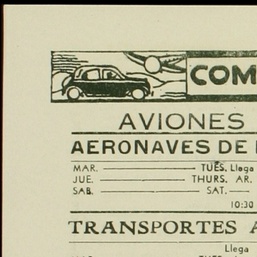 COM
AVIONES
AERONAVES DE
MAR. TUES. Llega
JUE. THURS. AR.
SAB. SAT.
10:30
TRANSPORTES A
Llega